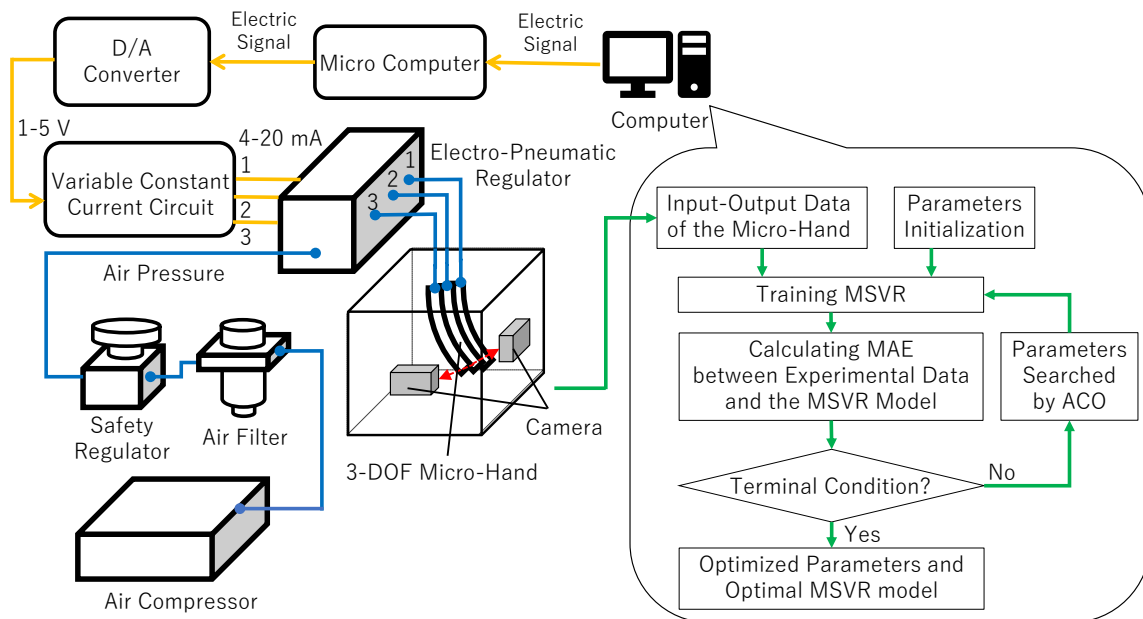 Electric
Signal
Electric
Signal
D/A
Converter
Micro Computer
Computer
1-5 V
4-20 mA
Variable Constant
Current Circuit
1
2
3
1
2
3
Electro-Pneumatic
Regulator
Air Pressure
Safety
Regulator
Air Filter
Camera
3-DOF Micro-Hand
Air Compressor
Input-Output Data
of the Micro-Hand
Parameters
Initialization
Training MSVR
Calculating MAE
between Experimental Data
and the MSVR Model
Parameters
Searched
by ACO
Terminal Condition?
No
Yes
Optimized Parameters and
Optimal MSVR model